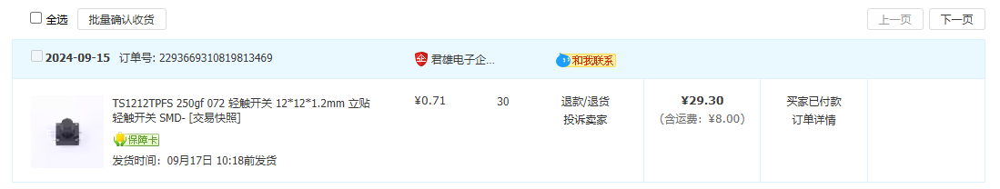 全选 批量确认收货 上一页 下一页
2024-09-15 订单号: 2293669310819813469 企 君雄电子企... 和我联系
TS1212TPFS 250gf 072 轻触开关 12*12*1.2mm 立贴 ¥0.71 30 退款/退货 ¥29.30 买家已付款
轻触开关 SMD- [交易快照] 投诉卖家 (含运费: ¥8.00) 订单详情
保障卡
发货时间: 09月17日 10:18前发货